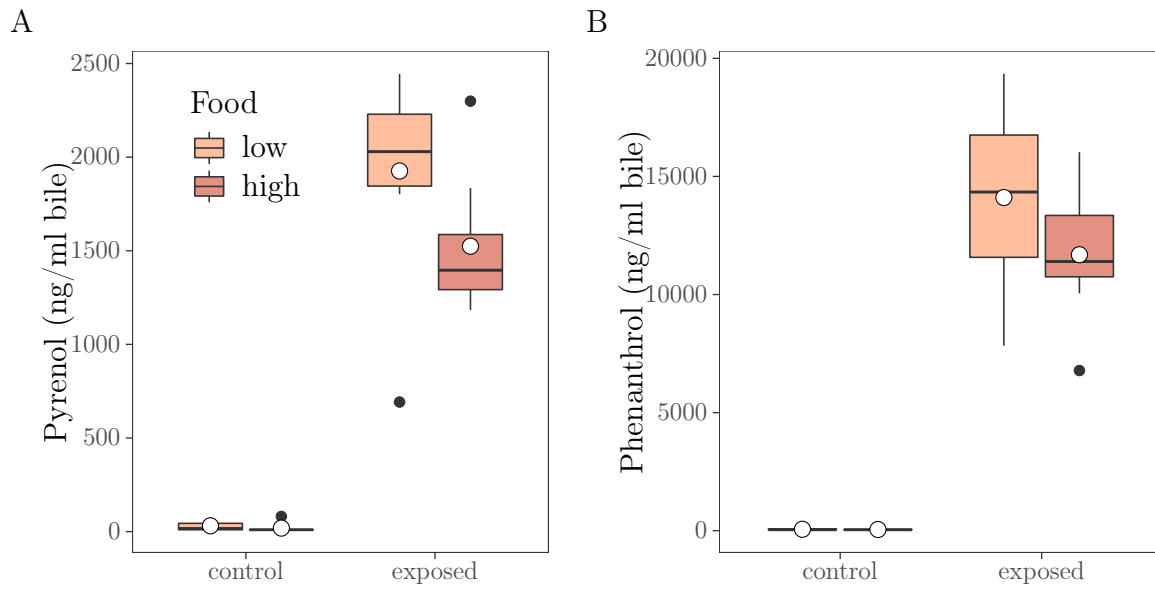 A
Pyrenol (ng/ml bile)
2500
2000
1500
1000
500
0
Food
low
high
control
exposed
B
Phenanthrol (ng/ml bile)
20000
15000
10000
5000
0
control
exposed